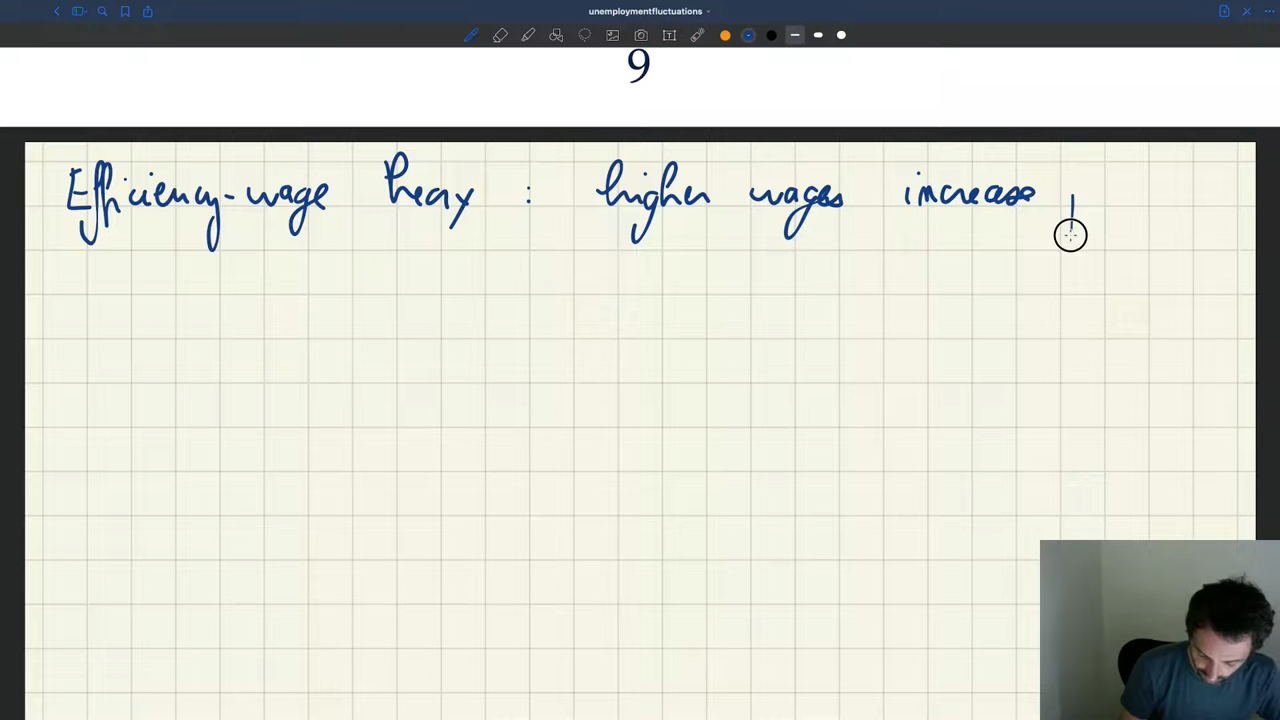 unemploymentfluctuations
9
Efficiency-wage theory : higher wages increase